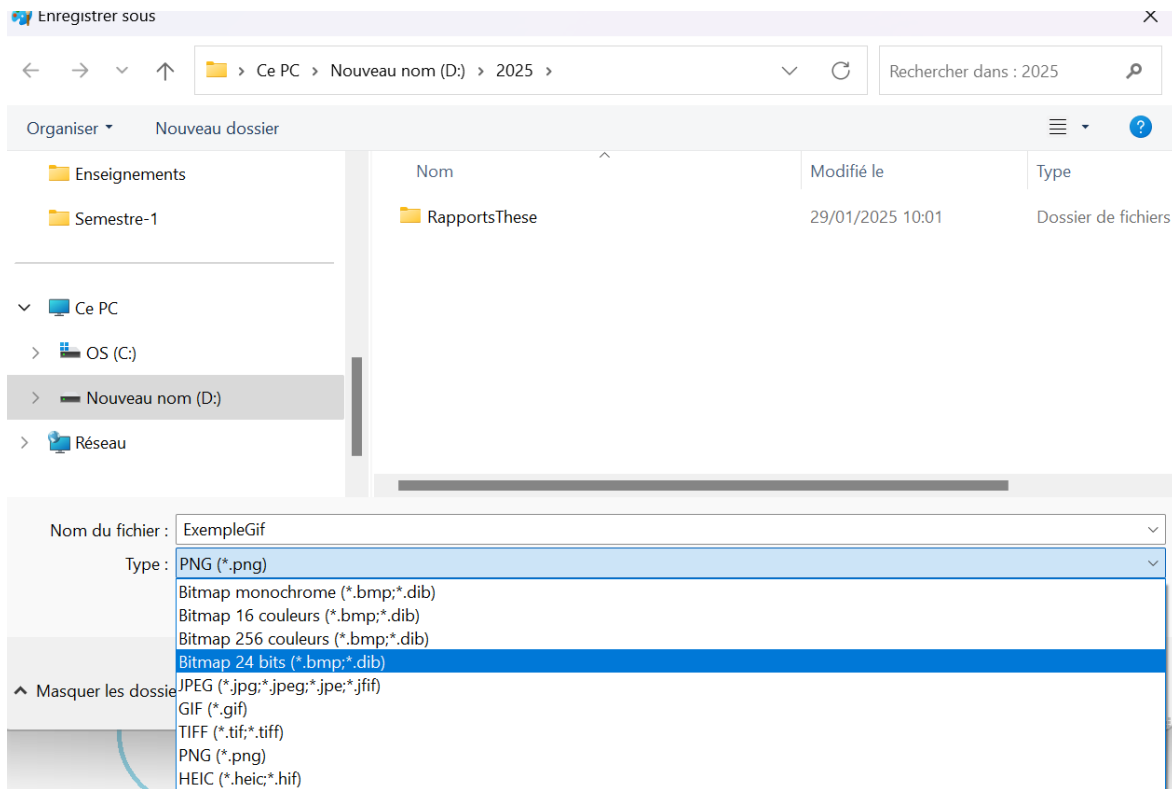 Enregistrer sous
Ce PC > Nouveau nom (D:) > 2025 >
Rechercher dans : 2025
Organiser
Nouveau dossier
Enseignements
Semestre-1
Ce PC
OS (C:)
Nouveau nom (D:)
Réseau
Nom
Modifié le
Type
RapportsThese
29/01/2025 10:01
Dossier de fichiers
Nom du fichier : ExempleGif
Type : PNG (*.png)
Bitmap monochrome (*.bmp;*.dib)
Bitmap 16 couleurs (*.bmp;*.dib)
Bitmap 256 couleurs (*.bmp;*.dib)
Bitmap 24 bits (*.bmp;*.dib)
JPEG (*.jpg;*.jpeg;*.jpe;*.jfif)
GIF (*.gif)
TIFF (*.tif;*.tiff)
PNG (*.png)
HEIC (*.heic;*.hif)
Masquer les dossie